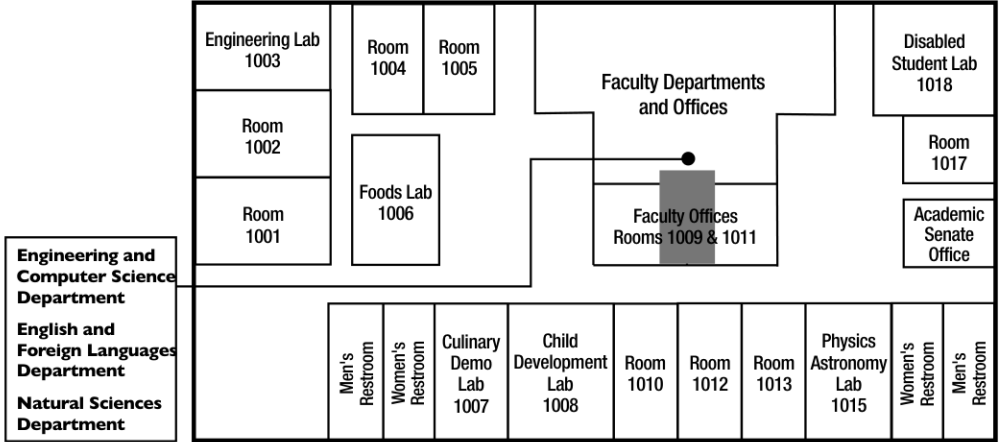 Engineering Lab
1003
Room
1004
Room
1005
Faculty Departments
and Offices
Disabled
Student Lab
1018
Room
1002
Room
1017
Foods Lab
1006
Room
1001
Faculty Offices
Rooms 1009 & 1011
Academic
Senate
Office
Engineering and
Computer Science
Department
English and
Foreign Languages
Department
Natural Sciences
Department
Men's
Restroom
Women's
Restroom
Culinary
Demo
Lab
1007
Child
Development
Lab
1008
Room
1010
Room
1012
Room
1013
Physics
Astronomy
Lab
1015
Women's
Restroom
Men's
Restroom